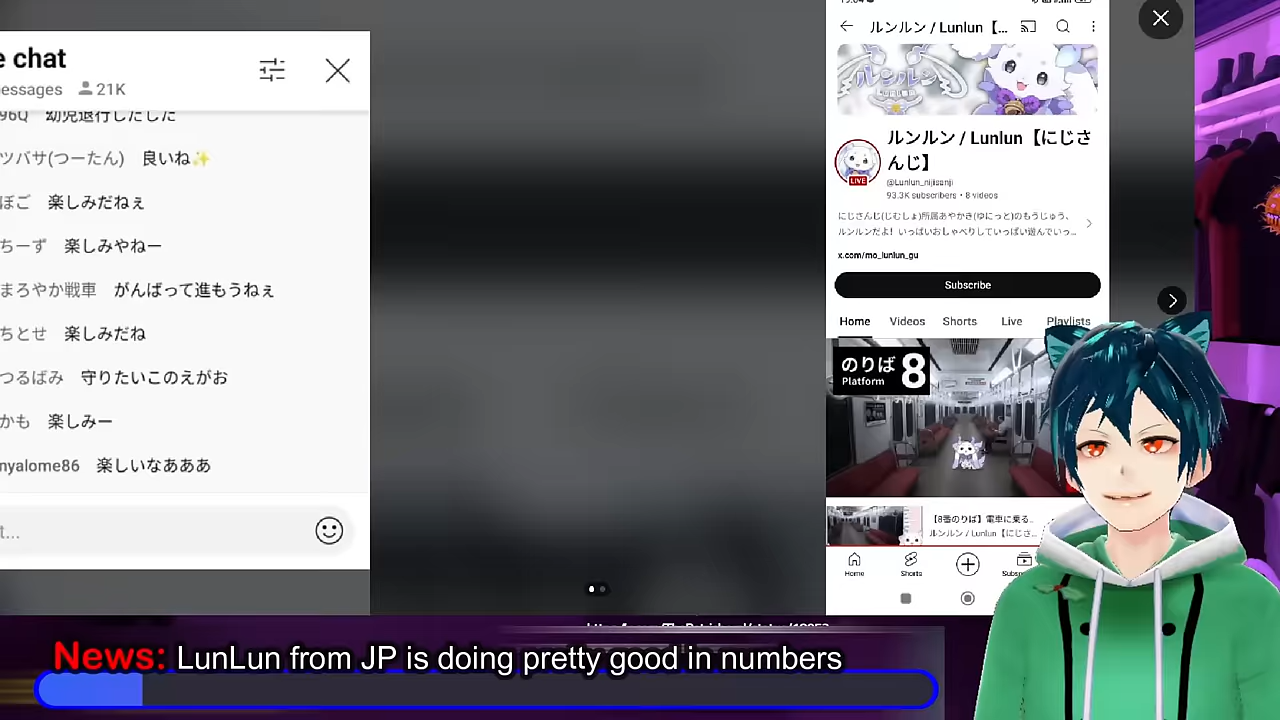 e chat
essages 21K
96Q 幼児退行したした
ツバサ(つーたん) 良いね✨
ぽご 楽しみだねぇ
ちーず 楽しみやねー
まろやか戦車 がんばって進もうねぇ
ちとせ 楽しみだね
つるばみ 守りたいこのえがお
かも 楽しみー
nyalome86 楽しいなあああ
t...
ルンルン / Lunlun【...
ルンルン
ルンルン / Lunlun【にじさ
んじ】
LIVE
@Lunlun_nijisanji
93.3K subscribers • 8 videos
にじさんじ(じむしょ)所属あやかき(ゆにっと)のもうじゅう、
ルンルンだよ! いっぱいおしゃべりしていっぱい遊んでいっ...
x.com/mo_lunlun_gu
Subscribe
Home Videos Shorts Live Playlists
のりば 8
Platform
【8番のりば】電車に乗る..
ルンルン / Lunlun【にじさ...
Home Shorts Subs
News: LunLun from JP is doing pretty good in numbers